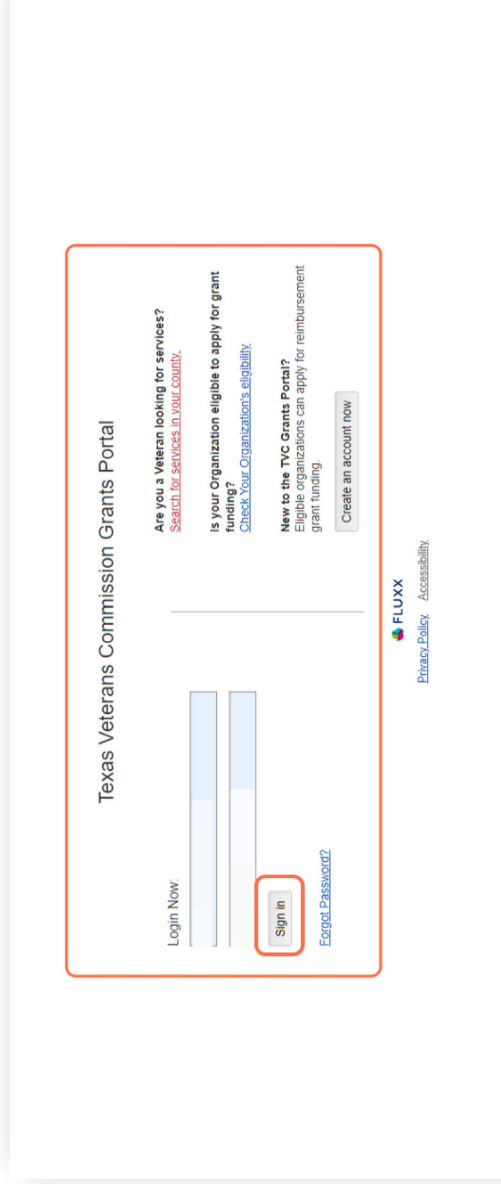 Texas Veterans Commission Grants Portal
Login Now:
Sign in
Forgot Password?
Are you a Veteran looking for services?
Search for services in your county.
Is your Organization eligible to apply for grant
funding?
Check Your Organization's eligibility
New to the TVC Grants Portal?
Eligible organizations can apply for reimbursement
grant funding.
Create an account now
FLUXX
Privacy Policy Accessibility